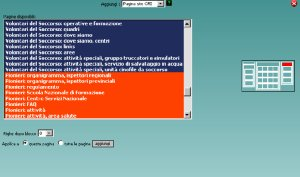 Aggiungi Pagine sito CRI ?
Pagine disponibili
Volontari del Soccorso: operative e formazione
Volontari del Soccorso: quadri
Volontari del Soccorso: dove siamo
Volontari del Soccorso: dove siamo, centri
Volontari del Soccorso: links
Volontari del Soccorso: aree
Volontari del Soccorso: attività speciali, gruppo truccatori e simulatori
Volontari del Soccorso: attività speciali, servizio di salvataggio in acqua
Volontari del Soccorso: attività speciali, unità cinofile da soccorso
Pionieri: organigramma, ispettori regionali
Pionieri: organigramma, ispettori provinciali
Pionieri: regolamento
Pionieri: Scuola Nazionale di Formazione
Pionieri: Centro Servizi Nazionale
Pionieri: FAQ
Pionieri: attività
Pionieri: attività, area salute
Righe dopo blocco 0
Applica a questa pagina tutte le pagine aggiungi